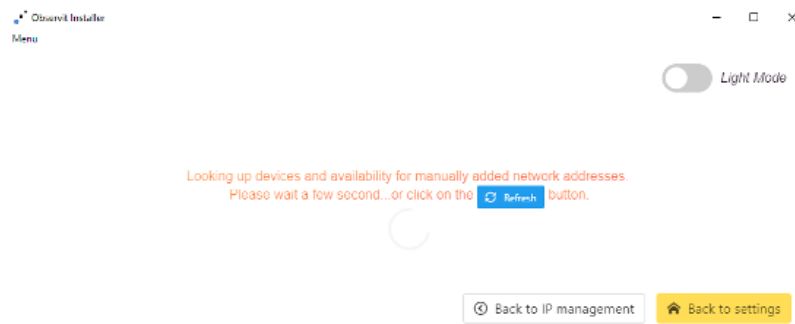 Observit Installer
Menu
Light Mode
Looking up devices and availability for manually added network addresses.
Please wait a few second...or click on the Refresh button.
Back to IP management
Back to settings